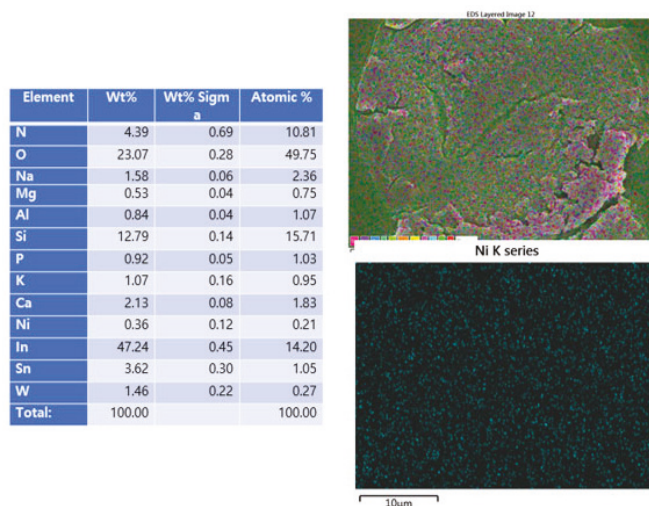 EDS Layered Image 12
Element Wt% Wt% Sigm
a Atomic %
N 4.39 0.69 10.81
O 23.07 0.28 49.75
Na 1.58 0.06 2.36
Mg 0.53 0.04 0.75
Al 0.84 0.04 1.07
Si 12.79 0.14 15.71
P 0.92 0.05 1.03
K 1.07 0.16 0.95
Ca 2.13 0.08 1.83
Ni 0.36 0.12 0.21
In 47.24 0.45 14.20
Sn 3.62 0.30 1.05
W 1.46 0.22 0.27
Total: 100.00 100.00
Ni K series
10μm